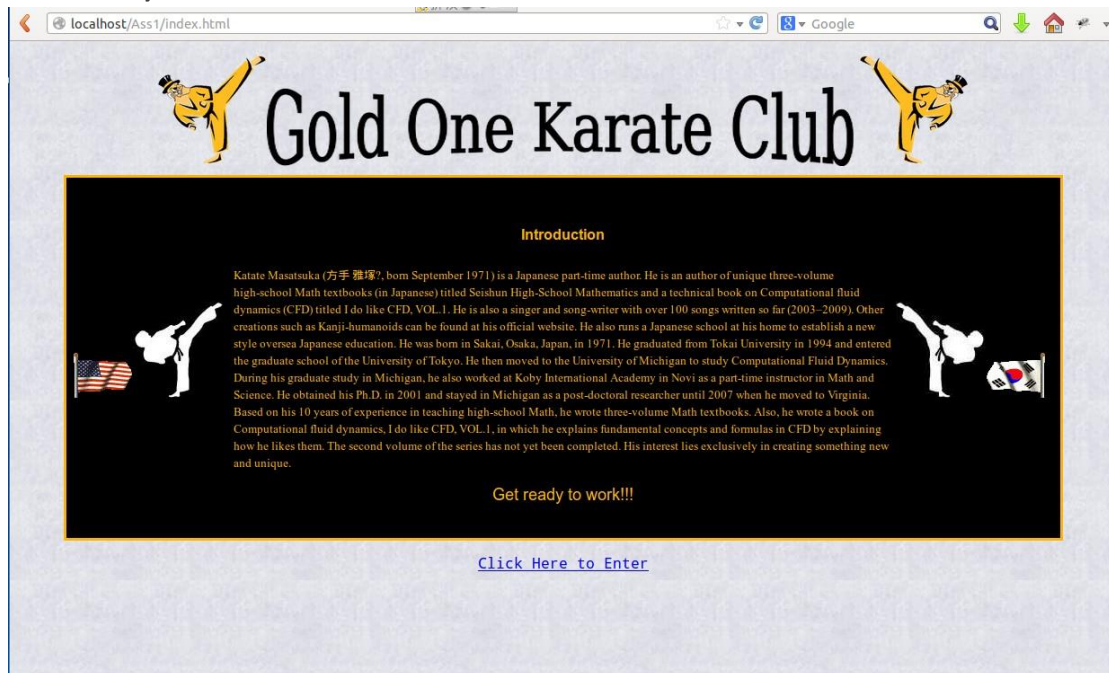 localhost/Ass1/index.html
Google
Gold One Karate Club
Introduction
Katate Masatsuka (方手 雅塚?, born September 1971) is a Japanese part-time author. He is an author of unique three-volume
high-school Math textbooks (in Japanese) titled Seishun High-School Mathematics and a technical book on Computational fluid
dynamics (CFD) titled I do like CFD, VOL.1. He is also a singer and song-writer with over 100 songs written so far (2003–2009). Other
creations such as Kanji-humanoids can be found at his official website. He also runs a Japanese school at his home to establish a new
style oversea Japanese education. He was born in Sakai, Osaka, Japan, in 1971. He graduated from Tokai University in 1994 and entered
the graduate school of the University of Tokyo. He then moved to the University of Michigan to study Computational Fluid Dynamics.
During his graduate study in Michigan, he also worked at Koby International Academy in Novi as a part-time instructor in Math and
Science. He obtained his Ph.D. in 2001 and stayed in Michigan as a post-doctoral researcher until 2007 when he moved to Virginia.
Based on his 10 years of experience in teaching high-school Math, he wrote three-volume Math textbooks. Also, he wrote a book on
Computational fluid dynamics, I do like CFD, VOL.1, in which he explains fundamental concepts and formulas in CFD by explaining
how he likes them. The second volume of the series has not yet been completed. His interest lies exclusively in creating something new
and unique.
Get ready to work!!!
Click Here to Enter